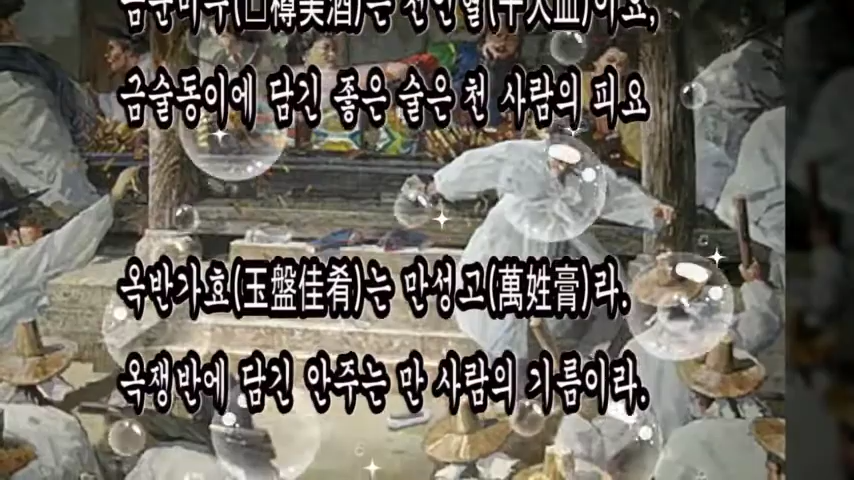 금준미주(□樽美酒)는 천인혈(千人血)이요,
금술동이에 담긴 좋은 술은 천 사람의 피요
옥반가효(玉盤佳肴)는 만성고(萬姓膏)라.
옥쟁반에 담긴 안주는 만 사람의 기름이라.